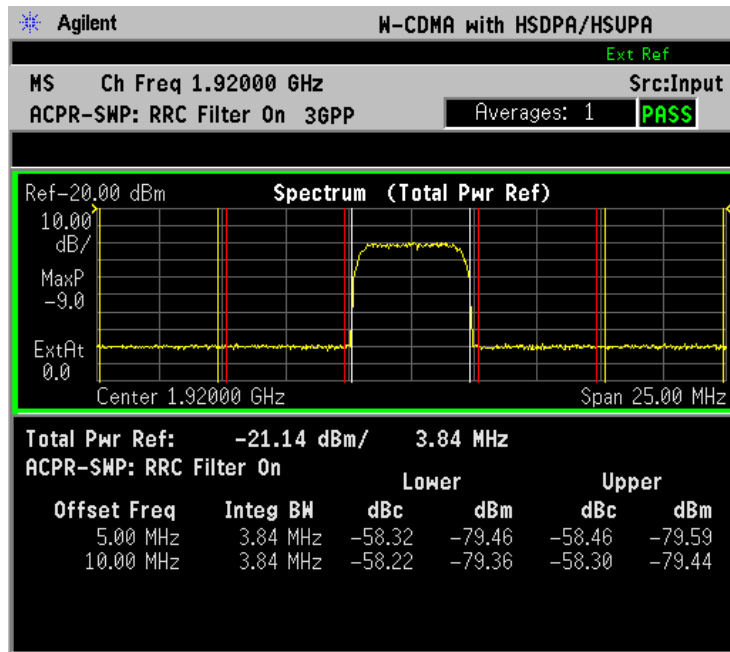 Agilent W-CDMA with HSDPA/HSUPA
Ext Ref
MS Ch Freq 1.92000 GHz Src:Input
ACPR-SWP: RRC Filter On 3GPP Averages: 1 PASS
Ref-20.00 dBm Spectrum (Total Pwr Ref)
10.00
dB/
MaxP
-9.0
ExtAt
0.0
Center 1.92000 GHz Span 25.00 MHz
Total Pwr Ref: -21.14 dBm/ 3.84 MHz
ACPR-SWP: RRC Filter On
Lower Upper
Offset Freq Integ BW dBc dBm dBc dBm
5.00 MHz 3.84 MHz -58.32 -79.46 -58.46 -79.59
10.00 MHz 3.84 MHz -58.22 -79.36 -58.30 -79.44